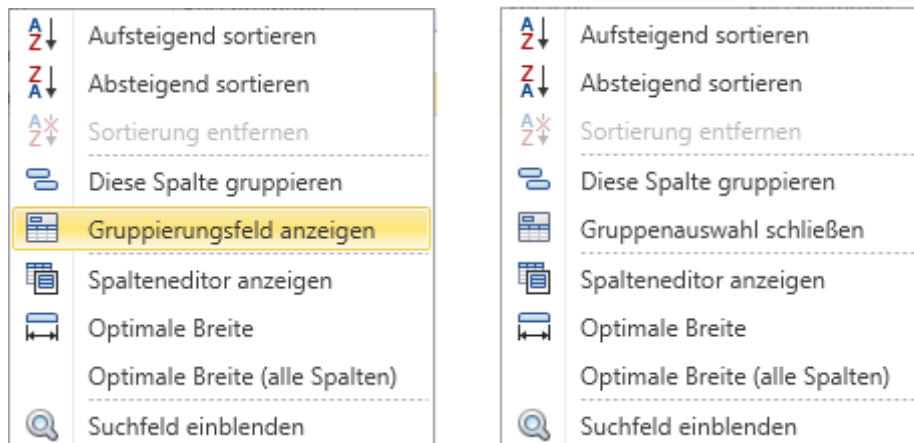 Aufsteigend sortieren
Absteigend sortieren
Sortierung entfernen
Diese Spalte gruppieren
Gruppierungsfeld anzeigen
Spalteneditor anzeigen
Optimale Breite
Optimale Breite (alle Spalten)
Suchfeld einblenden
Aufsteigend sortieren
Absteigend sortieren
Sortierung entfernen
Diese Spalte gruppieren
Gruppenauswahl schließen
Spalteneditor anzeigen
Optimale Breite
Optimale Breite (alle Spalten)
Suchfeld einblenden